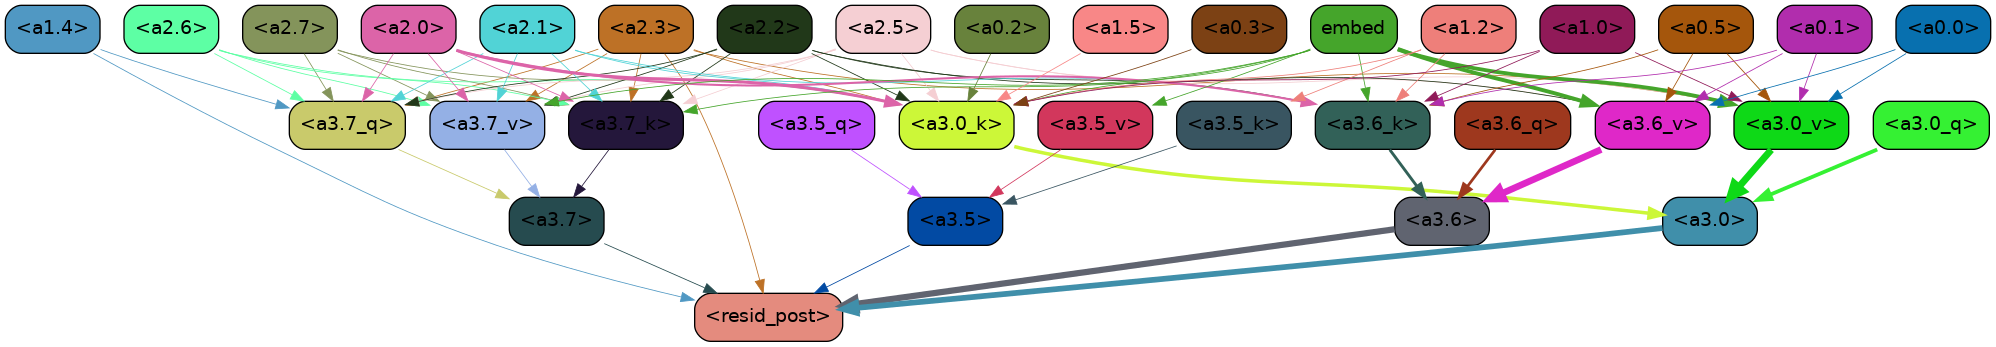 <a1.4> <a2.6> <a2.7> <a2.0> <a2.1> <a2.3> <a2.2> <a2.5> <a0.2> <a1.5> <a0.3> embed <a1.2> <a1.0> <a0.5> <a0.1> <a0.0>
<a3.7_q> <a3.7_v> <a3.7_k> <a3.5_q> <a3.0_k> <a3.5_v> <a3.5_k> <a3.6_k> <a3.6_q> <a3.6_v> <a3.0_v> <a3.0_q>
<a3.7> <a3.5> <a3.6> <a3.0>
<resid_post>